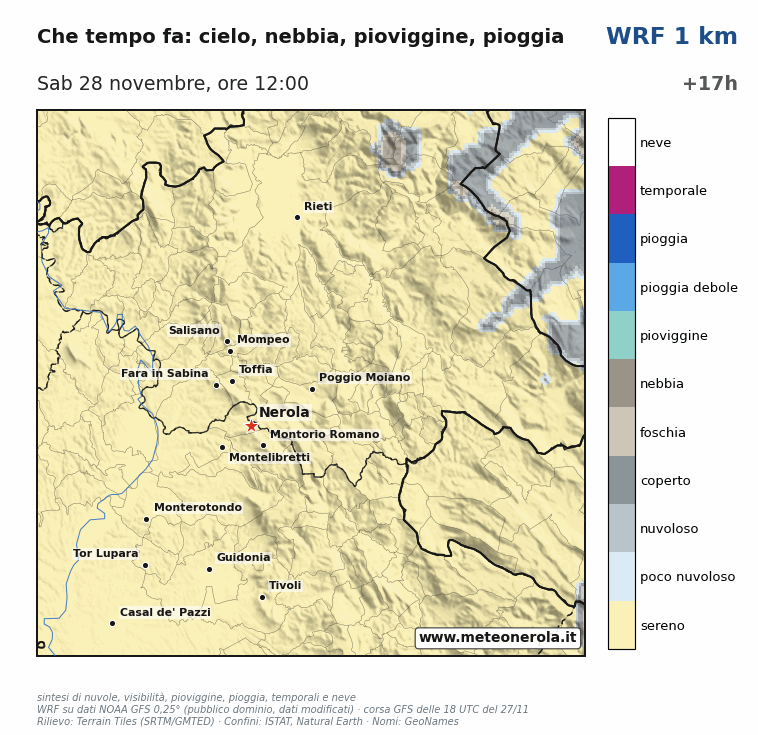 Che tempo fa: cielo, nebbia, pioviggine, pioggia
WRF 1 km
Sab 28 novembre, ore 12:00
+17h
neve
temporale
pioggia
pioggia debole
pioviggine
nebbia
foschia
coperto
nuvoloso
poco nuvoloso
sereno
Rieti
Salisano
Mompeo
Fara in Sabina
Toffia
Poggio Moiano
Nerola
Montorio Romano
Montelibretti
Monterotondo
Tor Lupara
Guidonia
Tivoli
Casal de' Pazzi
www.meteonerola.it
sintesi di nuvole, visibilità, pioviggine, pioggia, temporali e neve
WRF su dati NOAA GFS 0,25° (pubblico dominio, dati modificati) · corsa GFS delle 18 UTC del 27/11
Rilievo: Terrain Tiles (SRTM/GMTED) · Confini: ISTAT, Natural Earth · Nomi: GeoNames